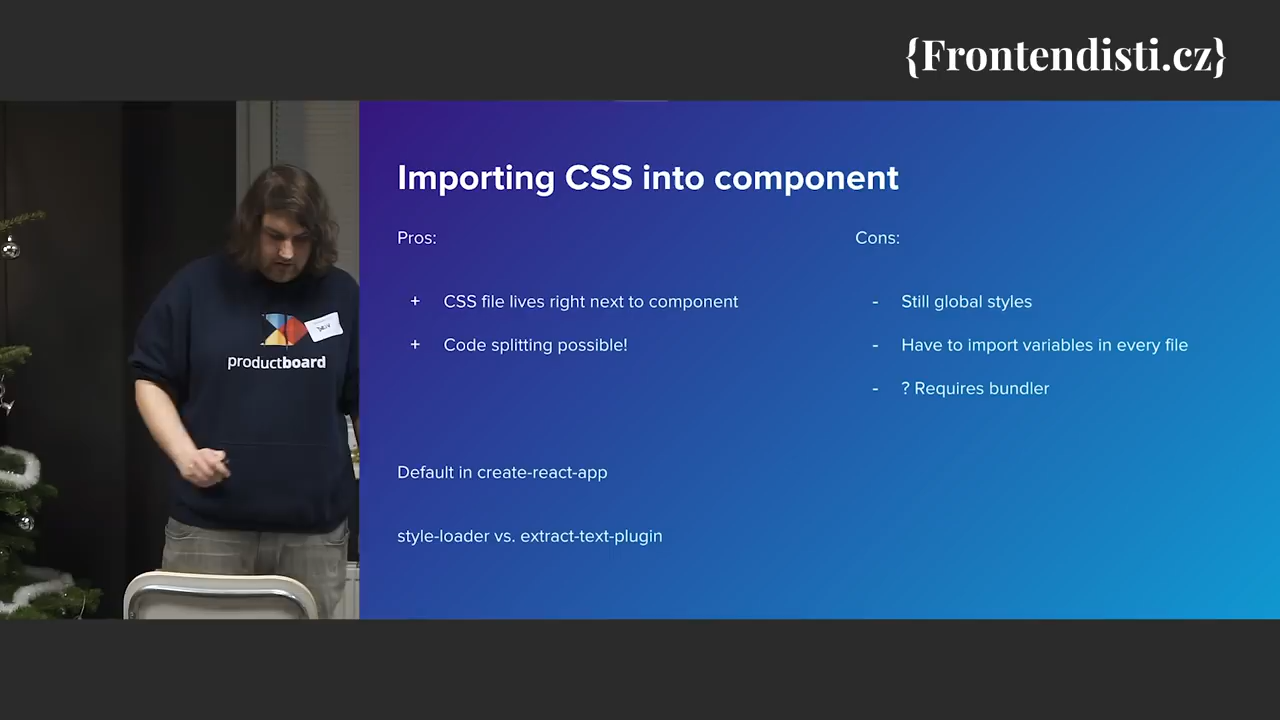 {Frontendisti.cz}
productboard
Importing CSS into component
Pros:
+ CSS file lives right next to component
+ Code splitting possible!
Cons:
- Still global styles
- Have to import variables in every file
- ? Requires bundler
Default in create-react-app
style-loader vs. extract-text-plugin